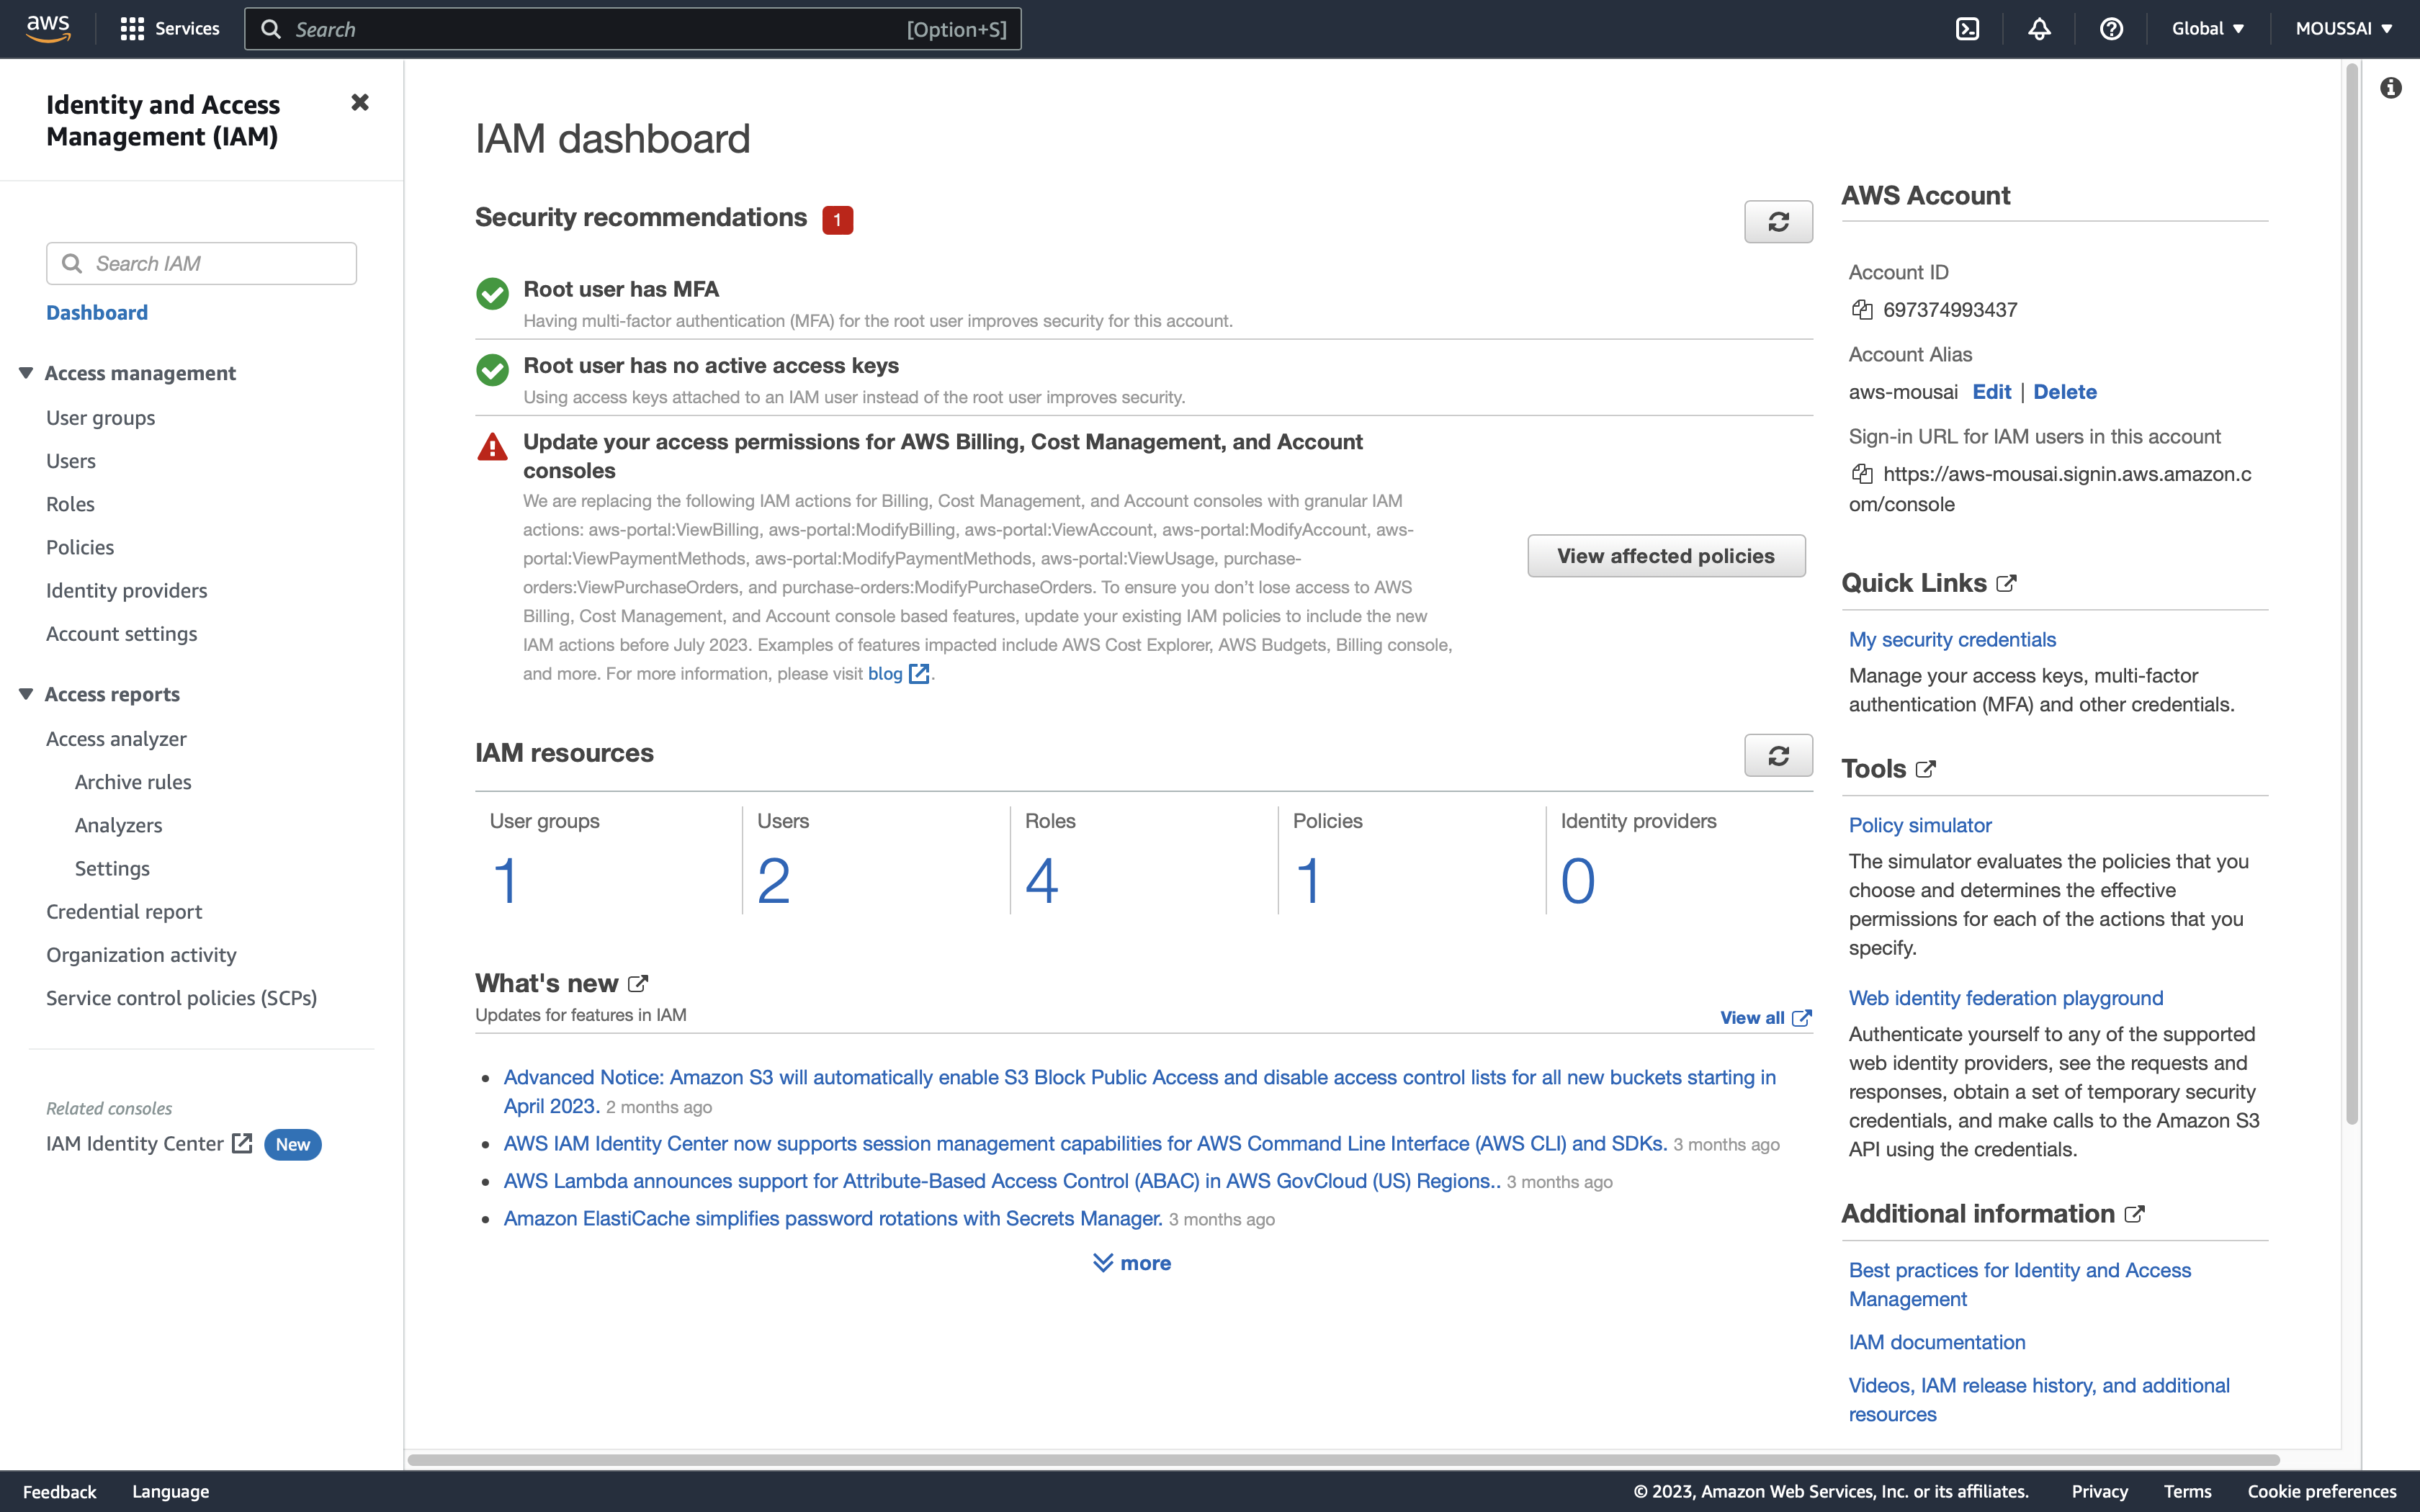 aws
Services
Search
[Option+S]
Global
MOUSSAI
Identity and Access
Management (IAM)
Search IAM
Dashboard
Access management
User groups
Users
Roles
Policies
Identity providers
Account settings
Access reports
Access analyzer
Archive rules
Analyzers
Settings
Credential report
Organization activity
Service control policies (SCPs)
Related consoles
IAM Identity Center
New
IAM dashboard
Security recommendations
1
Root user has MFA
Having multi-factor authentication (MFA) for the root user improves security for this account.
Root user has no active access keys
Using access keys attached to an IAM user instead of the root user improves security.
Update your access permissions for AWS Billing, Cost Management, and Account
consoles
We are replacing the following IAM actions for Billing, Cost Management, and Account consoles with granular IAM
actions: aws-portal:ViewBilling, aws-portal:ModifyBilling, aws-portal:ViewAccount, aws-portal:ModifyAccount, aws-
portal:ViewPaymentMethods, aws-portal:ModifyPaymentMethods, aws-portal:ViewUsage, purchase-
orders:ViewPurchaseOrders, and purchase-orders:ModifyPurchaseOrders. To ensure you don’t lose access to AWS
Billing, Cost Management, and Account console based features, update your existing IAM policies to include the new
IAM actions before July 2023. Examples of features impacted include AWS Cost Explorer, AWS Budgets, Billing console,
and more. For more information, please visit blog .
View affected policies
IAM resources
User groups
1
Users
2
Roles
4
Policies
1
Identity providers
0
What's new
Updates for features in IAM
View all
• Advanced Notice: Amazon S3 will automatically enable S3 Block Public Access and disable access control lists for all new buckets starting in
April 2023. 2 months ago
• AWS IAM Identity Center now supports session management capabilities for AWS Command Line Interface (AWS CLI) and SDKs. 3 months ago
• AWS Lambda announces support for Attribute-Based Access Control (ABAC) in AWS GovCloud (US) Regions.. 3 months ago
• Amazon ElastiCache simplifies password rotations with Secrets Manager. 3 months ago
more
AWS Account
Account ID
697374993437
Account Alias
aws-mousai Edit | Delete
Sign-in URL for IAM users in this account
https://aws-mousai.signin.aws.amazon.c
om/console
Quick Links
My security credentials
Manage your access keys, multi-factor
authentication (MFA) and other credentials.
Tools
Policy simulator
The simulator evaluates the policies that you
choose and determines the effective
permissions for each of the actions that you
specify.
Web identity federation playground
Authenticate yourself to any of the supported
web identity providers, see the requests and
responses, obtain a set of temporary security
credentials, and make calls to the Amazon S3
API using the credentials.
Additional information
Best practices for Identity and Access
Management
IAM documentation
Videos, IAM release history, and additional
resources
Feedback
Language
© 2023, Amazon Web Services, Inc. or its affiliates.
Privacy
Terms
Cookie preferences